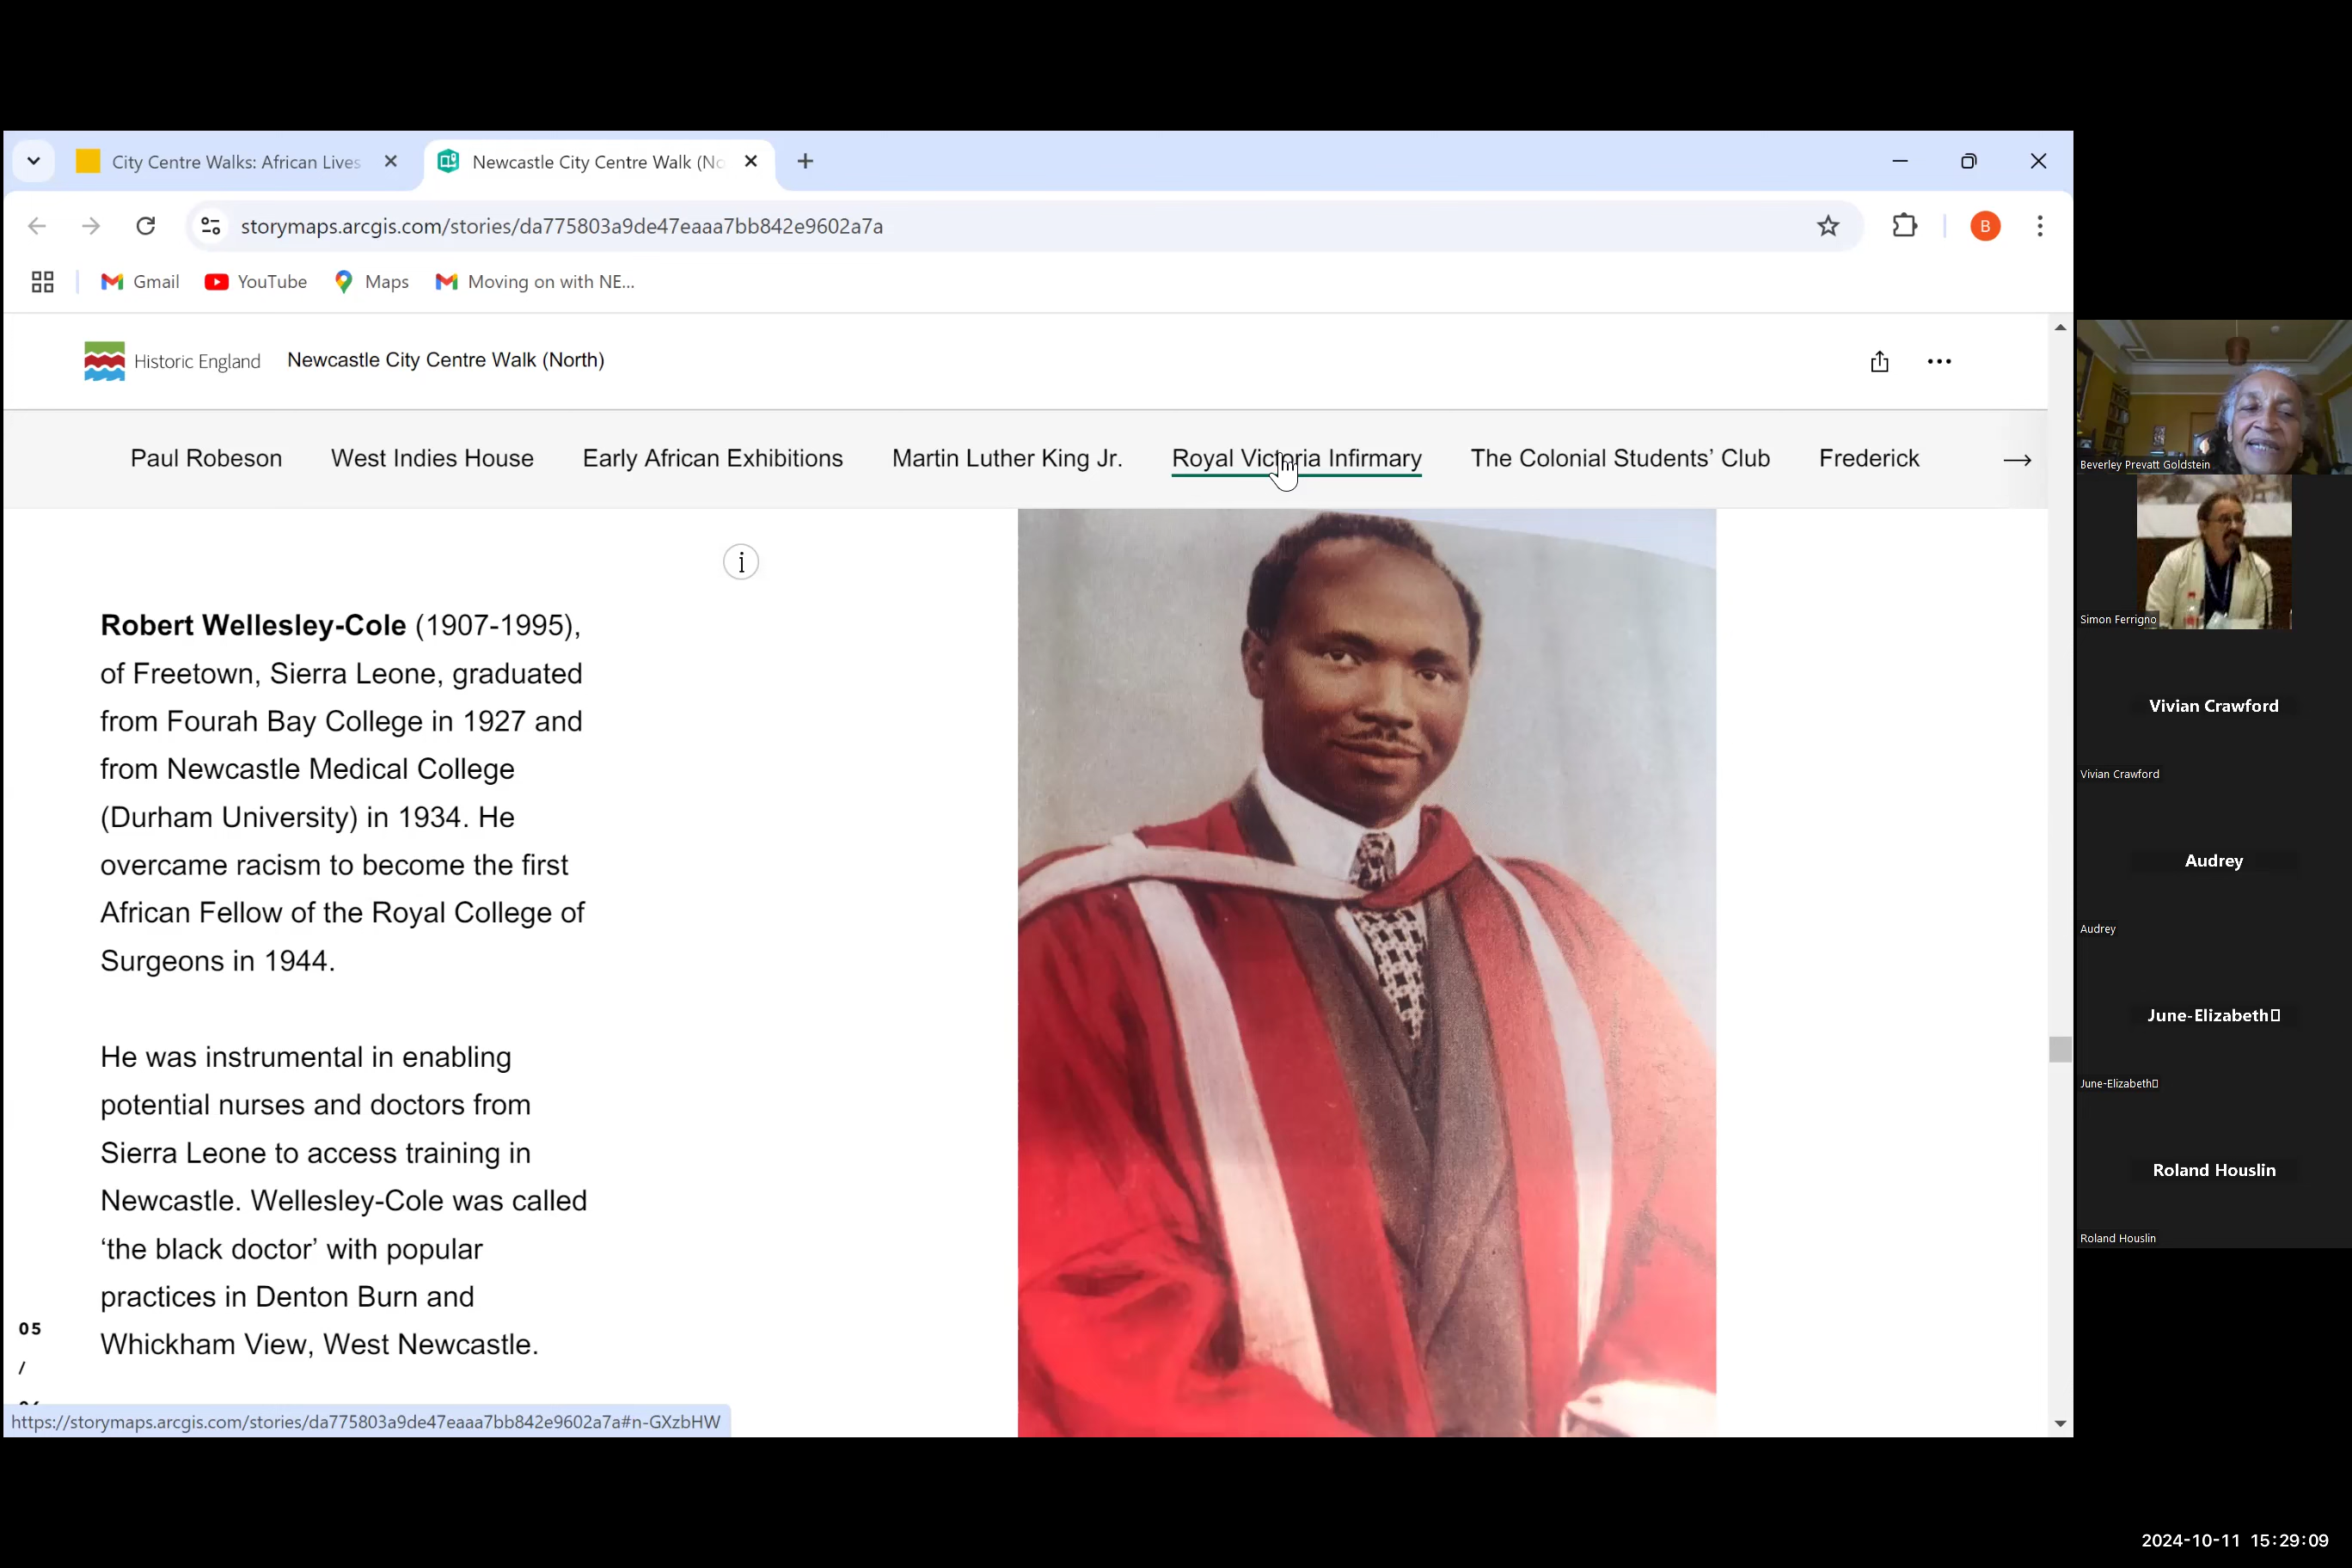 City Centre Walks: African Lives
Newcastle City Centre Walk (No
storymaps.arcgis.com/stories/da775803a9de47eaaa7bb842e9602a7a
B
Gmail
YouTube
Maps
Moving on with NE...
Historic England
Newcastle City Centre Walk (North)
Paul Robeson
West Indies House
Early African Exhibitions
Martin Luther King Jr.
Royal Victoria Infirmary
The Colonial Students’ Club
Frederick
i
Robert Wellesley-Cole (1907-1995),
of Freetown, Sierra Leone, graduated
from Fourah Bay College in 1927 and
from Newcastle Medical College
(Durham University) in 1934. He
overcame racism to become the first
African Fellow of the Royal College of
Surgeons in 1944.
He was instrumental in enabling
potential nurses and doctors from
Sierra Leone to access training in
Newcastle. Wellesley-Cole was called
‘the black doctor’ with popular
practices in Denton Burn and
Whickham View, West Newcastle.
05
/
https://storymaps.arcgis.com/stories/da775803a9de47eaaa7bb842e9602a7a#n-GXzbHW
Beverley Prevatt Goldstein
Simon Ferrigno
Vivian Crawford
Vivian Crawford
Audrey
Audrey
June-Elizabeth
June-Elizabeth
Roland Houslin
Roland Houslin
2024-10-11 15:29:09